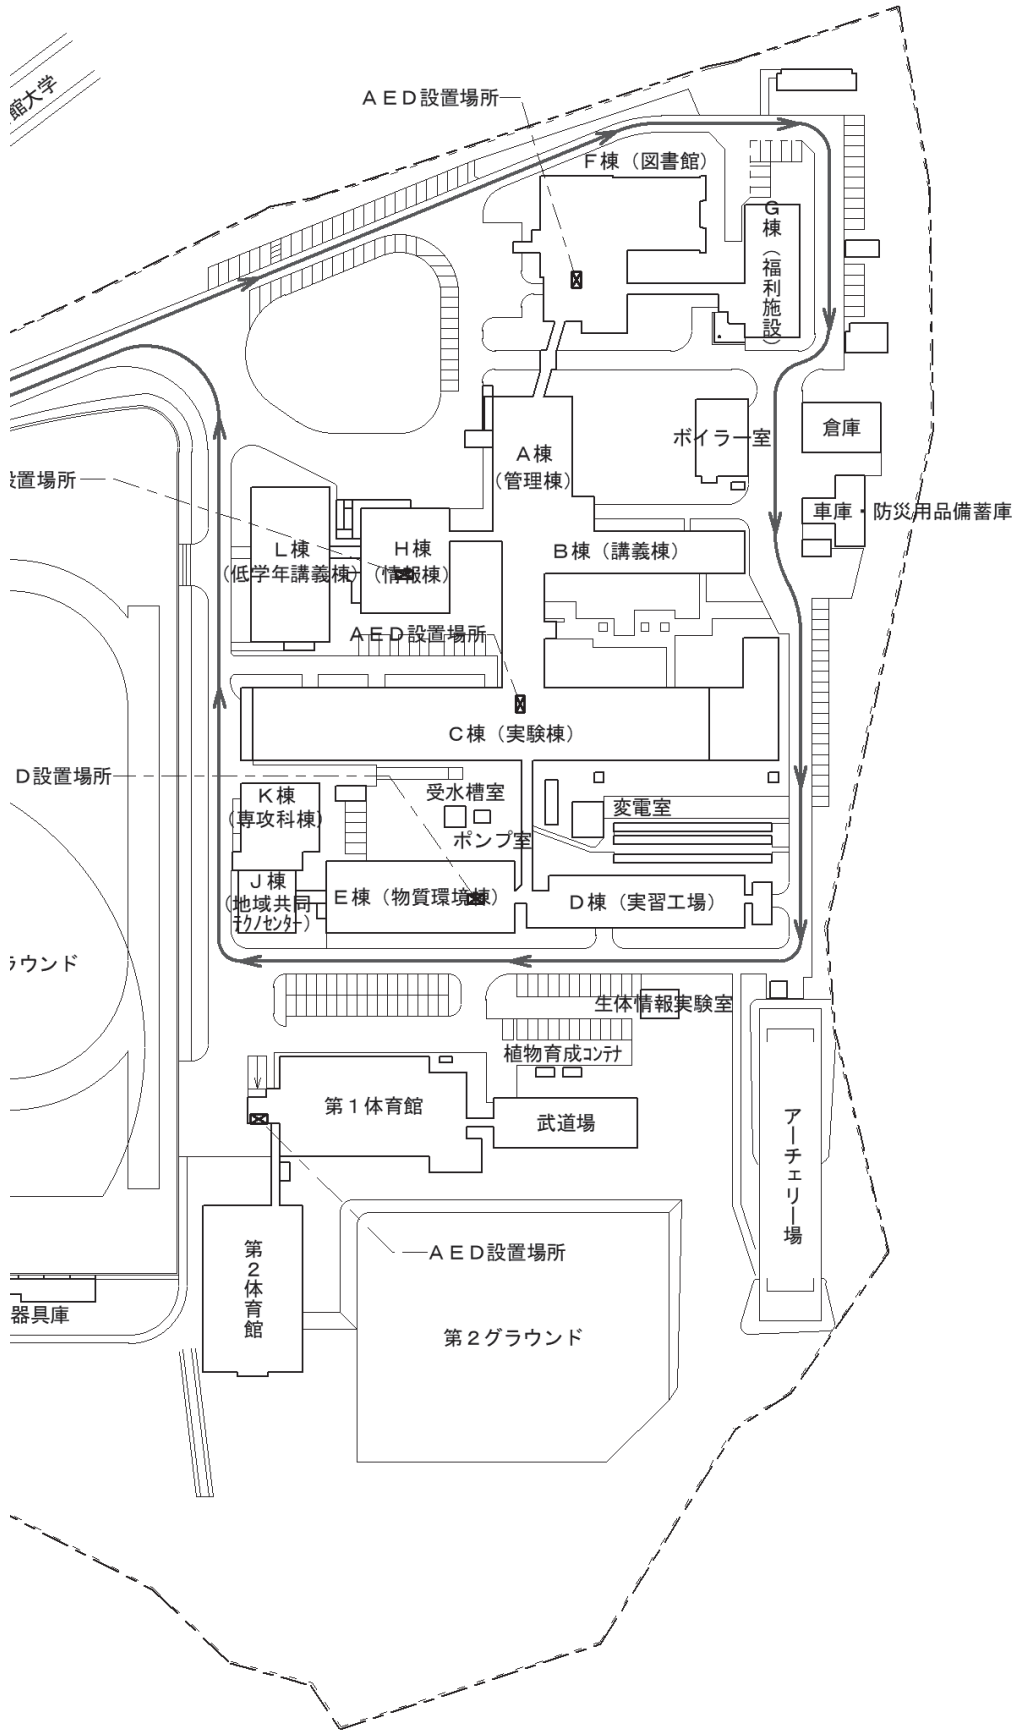 館大学
ＡＥＤ設置場所
Ｆ棟（図書館）
Ｇ棟（福利施設）
ボイラー室
倉庫
Ａ棟
（管理棟）
設置場所
車庫・防災用品備蓄庫
Ｌ棟
（低学年講義棟）
Ｈ棟
（情報棟）
Ｂ棟（講義棟）
ＡＥＤ設置場所
Ｃ棟（実験棟）
Ｄ設置場所
Ｋ棟
（専攻科棟）
受水槽室
ポンプ室
変電室
Ｊ棟
（地域共同
ﾃｸﾉｾﾝﾀｰ）
Ｅ棟（物質環境棟）
Ｄ棟（実習工場）
ラウンド
生体情報実験室
植物育成ｺﾝﾃﾅ
第１体育館
武道場
アーチェリー場
ＡＥＤ設置場所
第２体育館
器具庫
第２グラウンド